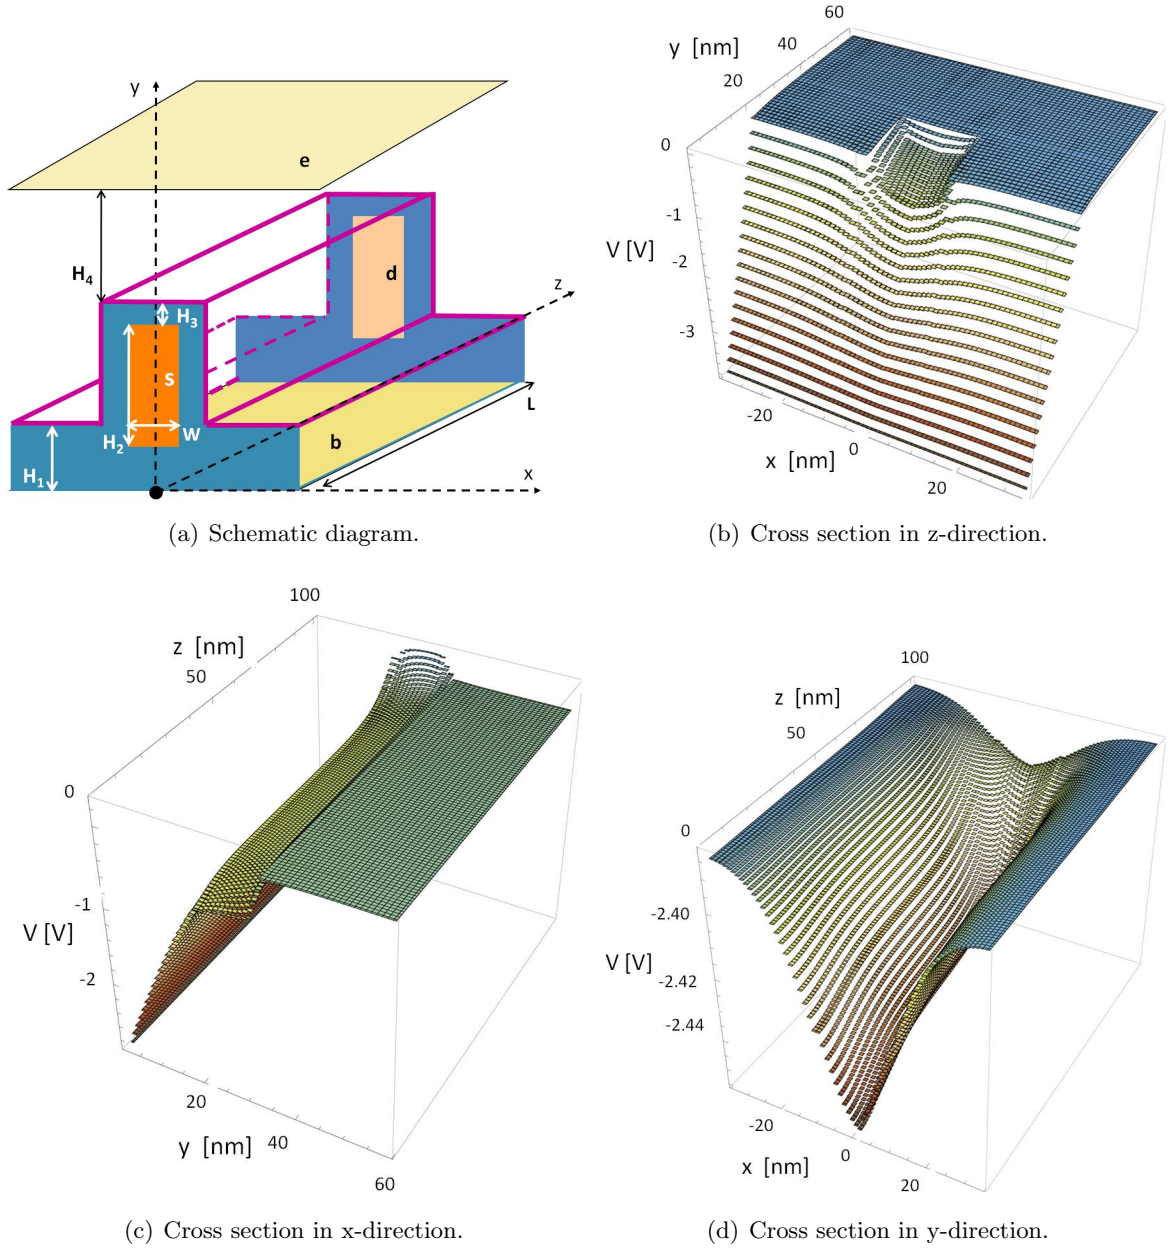 y
e
H4
H3
d
z
s
H2
W
L
H1
b
x
(a) Schematic diagram.
60
y [nm]
40
20
0
-1
V [V]
-2
-3
-20
0
x [nm]
20
(b) Cross section in z-direction.
100
z [nm]
50
0
-1
V [V]
-2
20
y [nm]
40
60
(c) Cross section in x-direction.
100
z [nm]
50
0
-2.40
V [V]
-2.42
-2.44
-20
0
x [nm]
20
(d) Cross section in y-direction.